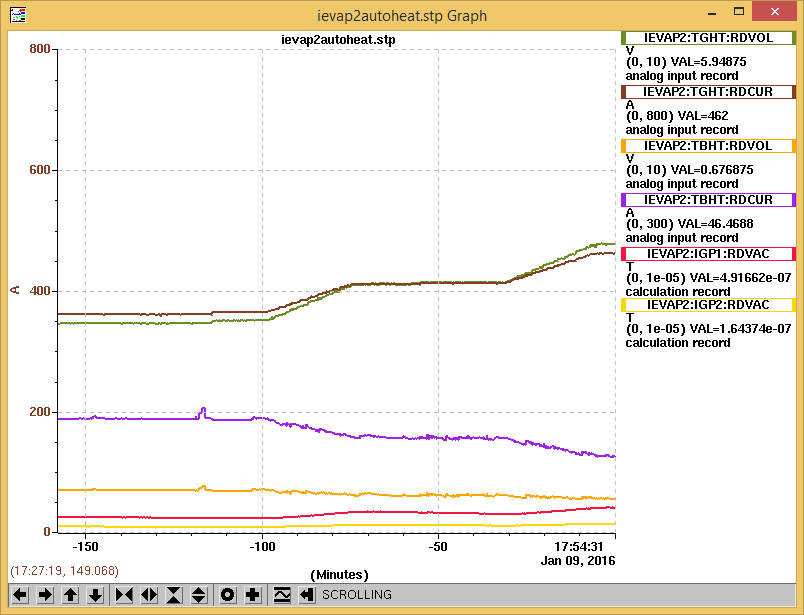 ievap2autoheat.stp Graph
ievap2autoheat.stp
800
600
400
200
0
A
-150
-100
-50
17:54:31
Jan 09, 2016
(Minutes)
(17:27:19, 149.068)
SCROLLING
IEVAP2:TGHT:RDVOL
V
(0, 10) VAL=5.94875
analog input record
IEVAP2:TGHT:RDCUR
A
(0, 800) VAL=462
analog input record
IEVAP2:TBHT:RDVOL
V
(0, 10) VAL=0.676875
analog input record
IEVAP2:TBHT:RDCUR
A
(0, 300) VAL=46.4688
analog input record
IEVAP2:IGP1:RDVAC
T
(0, 1e-05) VAL=4.91662e-07
calculation record
IEVAP2:IGP2:RDVAC
T
(0, 1e-05) VAL=1.64374e-07
calculation record